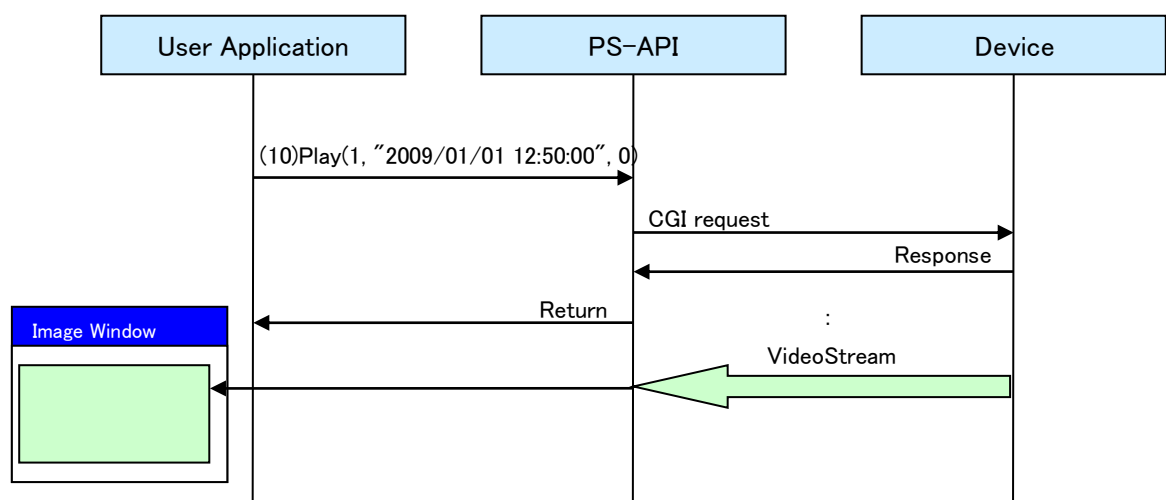 User Application
PS-API
Device
(10)Play(1, "2009/01/01 12:50:00", 0)
CGI request
Response
Return
:
Image Window
VideoStream